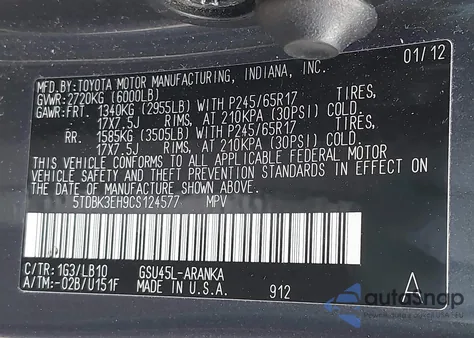 01/12
MFD. BY: TOYOTA MOTOR MANUFACTURING, INDIANA, INC.
GVWR: 2720KG (6000LB)
GAWR: FRT. 1340KG (2955LB) WITH P245/65R17 TIRES,
17X7.5J RIMS, AT 210KPA (30PSI) COLD.
RR. 1585KG (3505LB) WITH P245/65R17 TIRES,
17X7.5J RIMS, AT 210KPA (30PSI) COLD.
THIS VEHICLE CONFORMS TO ALL APPLICABLE FEDERAL MOTOR
VEHICLE SAFETY AND THEFT PREVENTION STANDARDS IN EFFECT ON
THE DATE OF MANUFACTURE SHOWN ABOVE.
5TDBK3EH9CS124577 MPV
C/TR: 1G3/LB10 GSU45L-ARANKA
A/TM: -02B/U151F MADE IN U.S.A. 912 A
autosnap